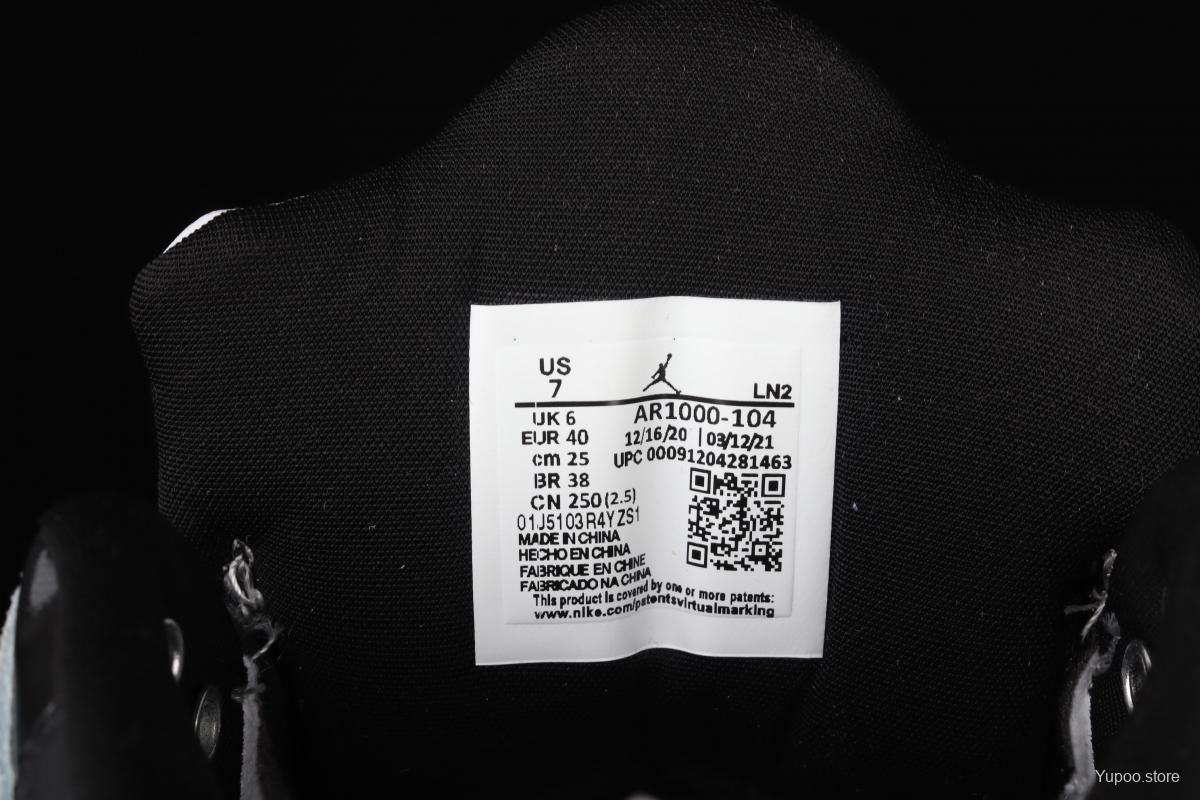 US
7
LN2
UK 6
AR1000-104
EUR 40
12/16/20 | 03/12/21
cm 25
UPC 00091204281463
BR 38
CN 250 (2.5)
01J5103R4YZS1
MADE IN CHINA
HECHO EN CHINA
FABRIQUE EN CHINE
FABRICADO NA CHINA
This product is covered by one or more patents:
www.nike.com/patentsvirtualmarking
Yupoo.store